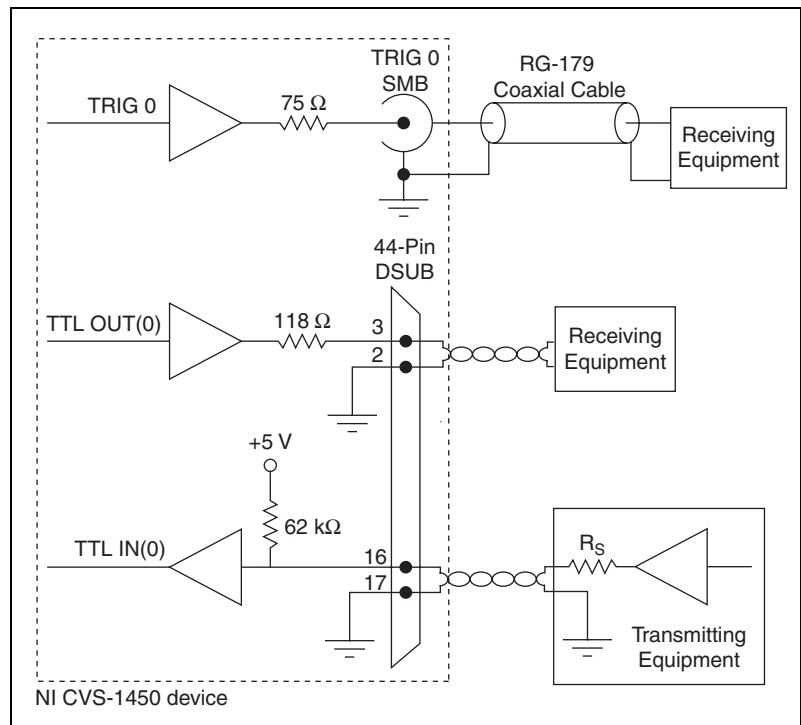 TRIG 0
SMB
RG-179
Coaxial Cable
TRIG 0
75 Ω
Receiving
Equipment
44-Pin
DSUB
TTL OUT(0)
118 Ω
3
2
Receiving
Equipment
+5 V
62 kΩ
TTL IN(0)
16
17
RS
Transmitting
Equipment
NI CVS-1450 device